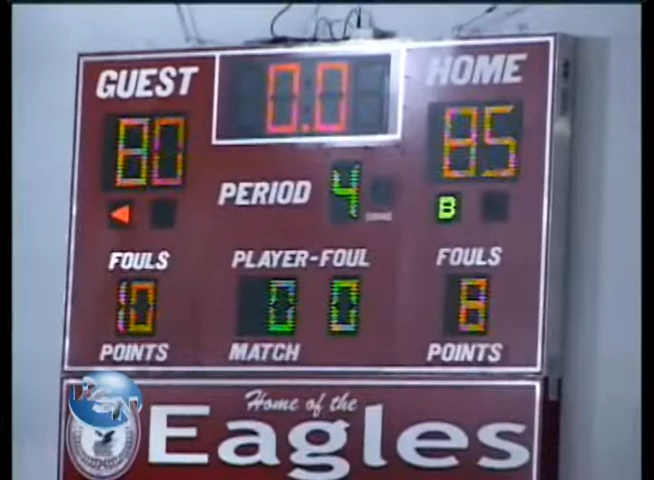 GUEST 0.0 HOME
80 85
PERIOD 4
B
FOULS PLAYER-FOUL FOULS
10 0 0 8
POINTS MATCH POINTS
Home of the
Eagles